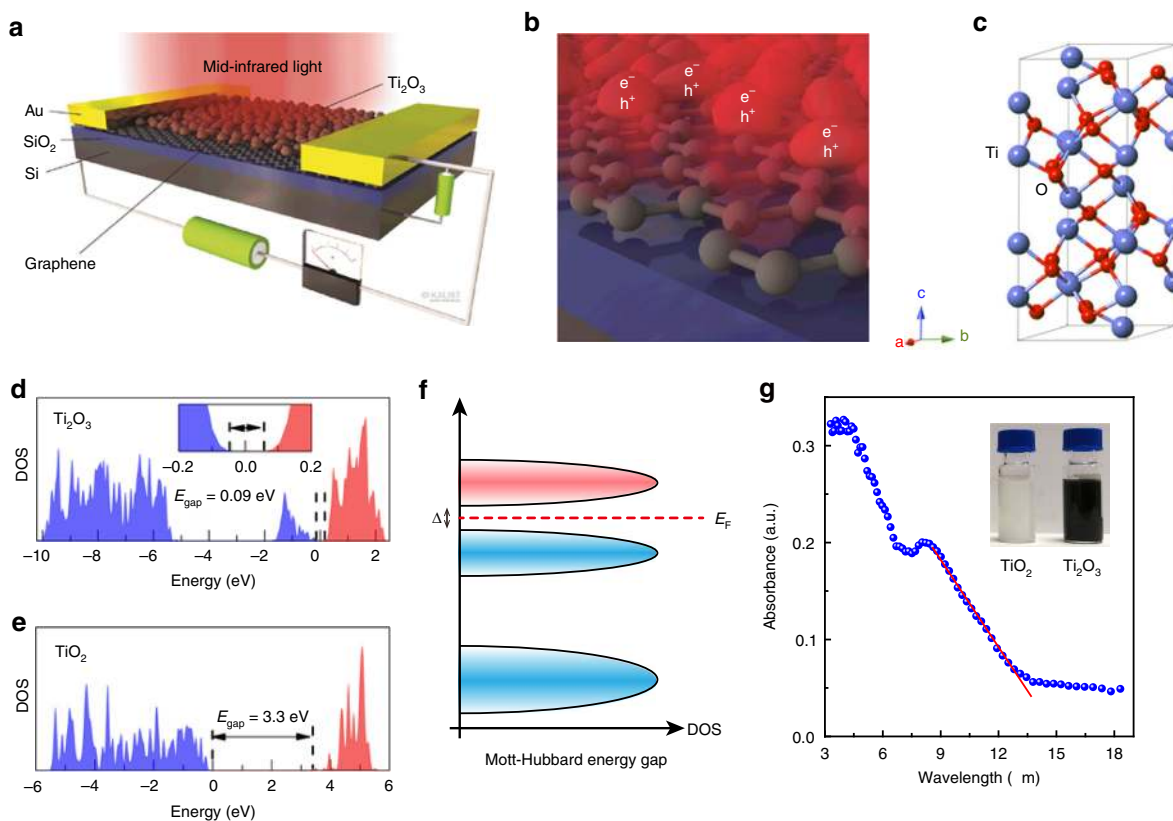 a
Mid-infrared light
Ti2O3
Au
SiO2
Si
Graphene
© KAUST
b
e–
h+
e–
h+
e–
h+
e–
h+
c
Ti
O
c
a
b
d
Ti2O3
DOS
Egap = 0.09 eV
–0.2 0.0 0.2
–10 –8 –6 –4 –2 0 2
Energy (eV)
e
TiO2
DOS
Egap = 3.3 eV
–6 –4 –2 0 2 4 6
Energy (eV)
f
Δ
EF
DOS
Mott-Hubbard energy gap
g
Absorbance (a.u.)
0.3
0.2
0.1
0.0
TiO2 Ti2O3
3 6 9 12 15 18
Wavelength ( m)